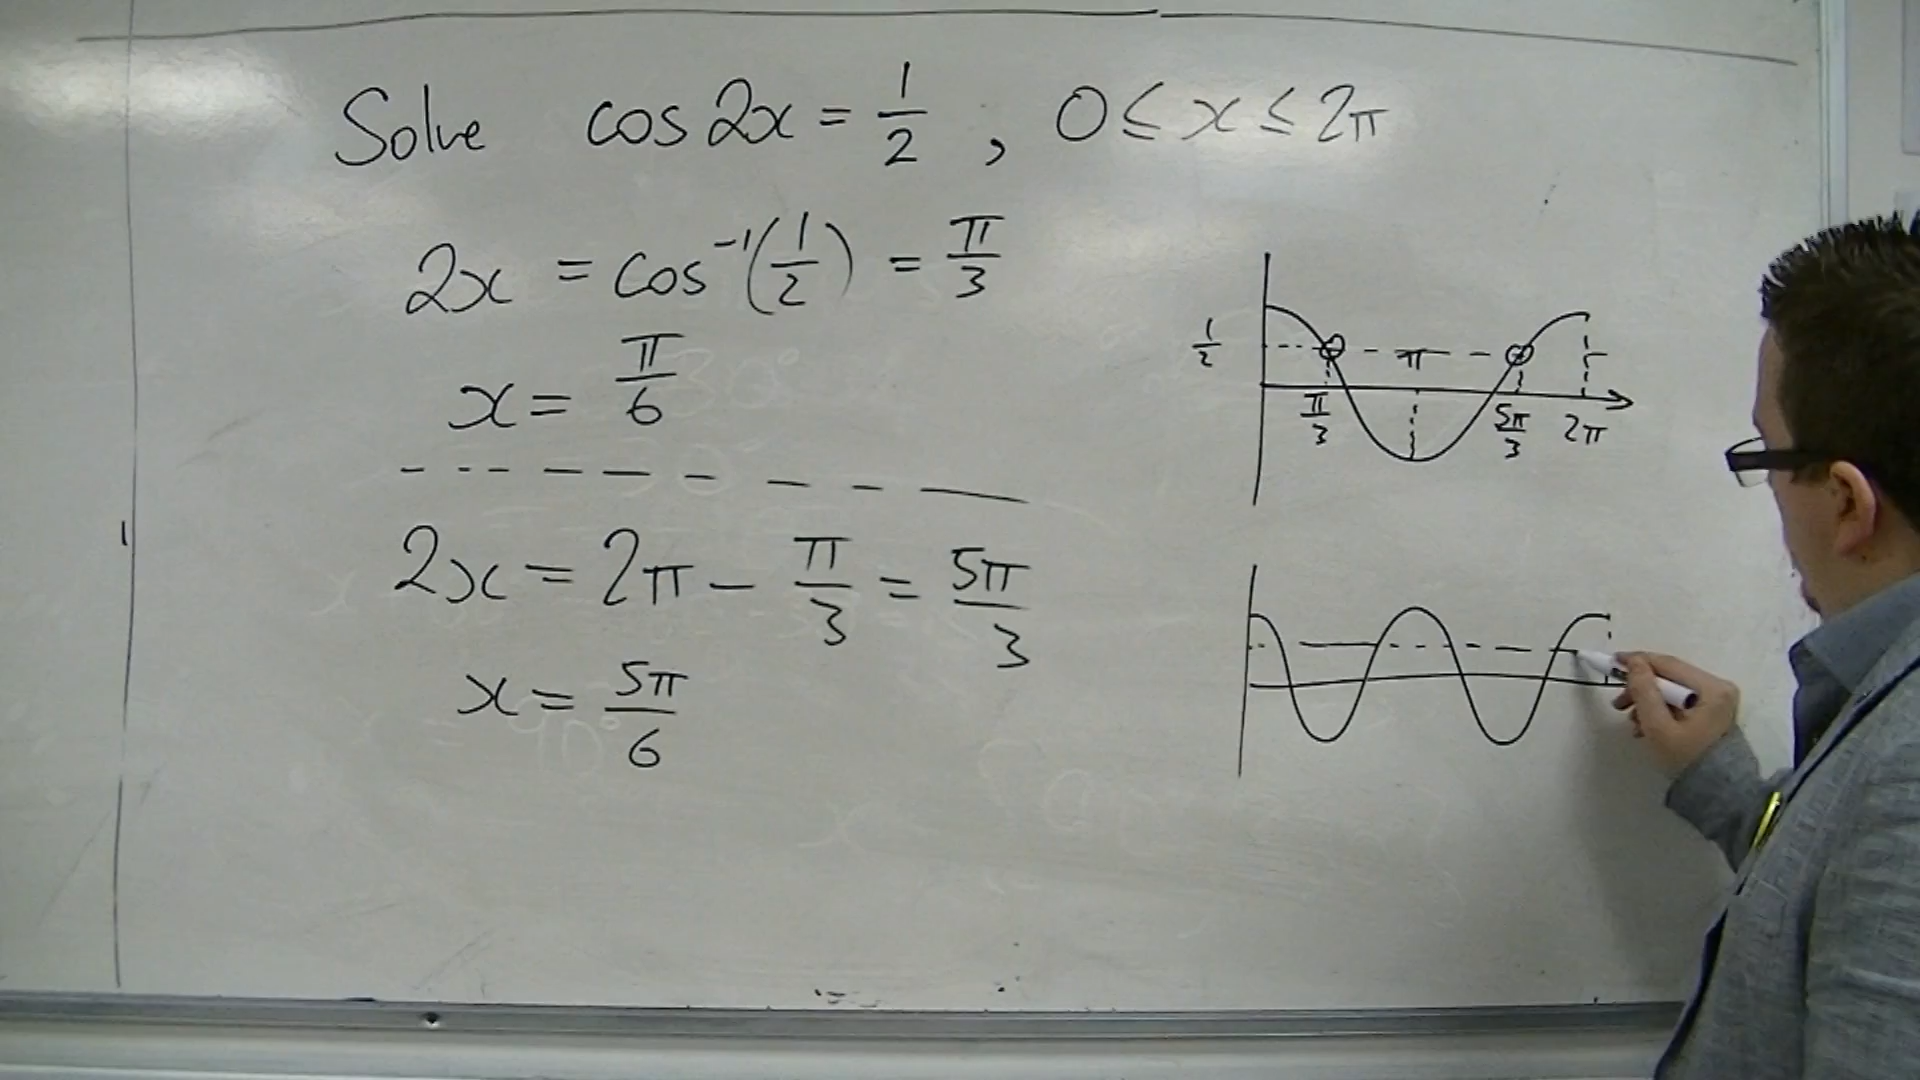 Solve cos 2x = 1/2 , 0 ≤ x ≤ 2π
2x = cos⁻¹(1/2) = π/3
x = π/6
2x = 2π − π/3 = 5π/3
x = 5π/6
1/2
π
π/3
5π/3
2π